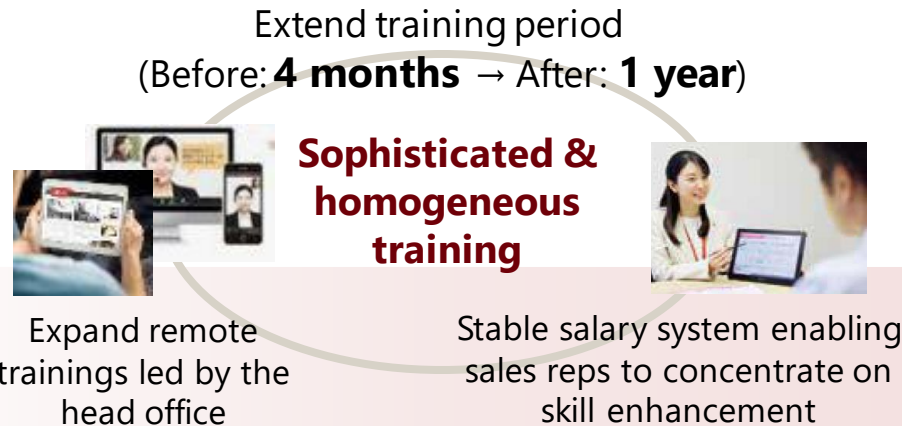 Extend training period
(Before: 4 months → After: 1 year)
Sophisticated &
homogeneous
training
Expand remote
trainings led by the
head office
Stable salary system enabling
sales reps to concentrate on
skill enhancement